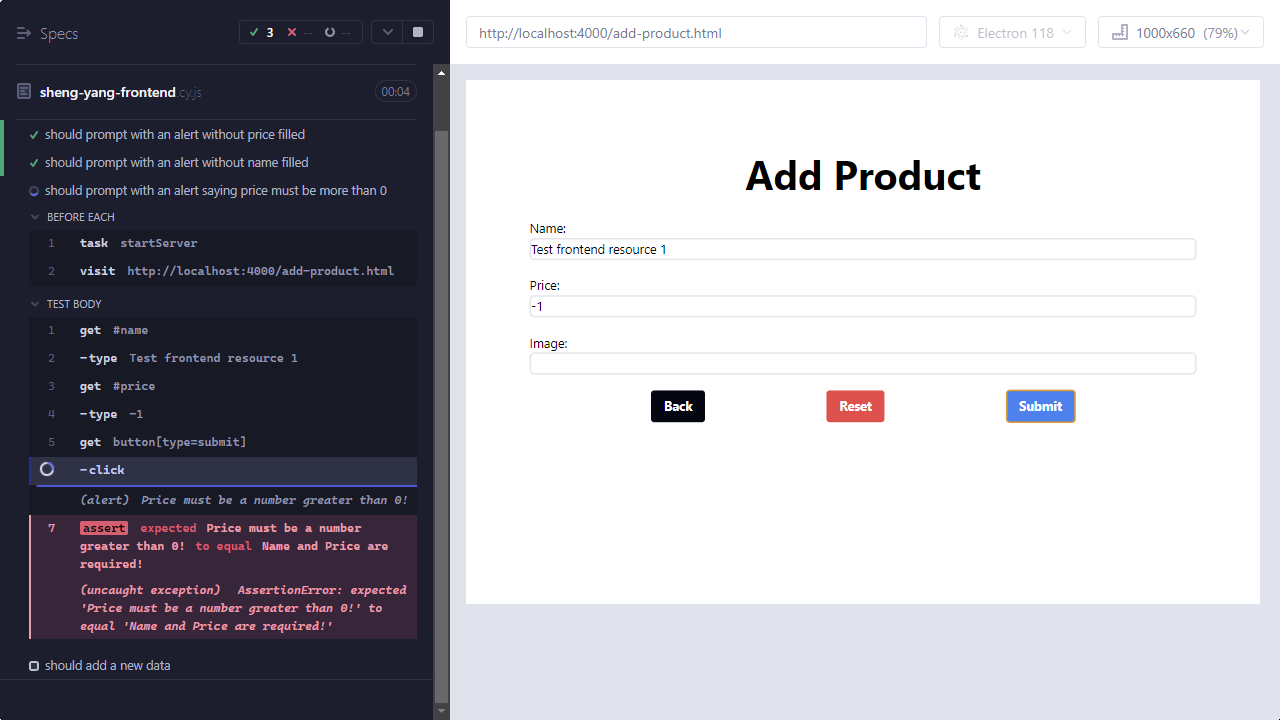 Specs
3 -- --
sheng-yang-frontend.cy.js 00:04
should prompt with an alert without price filled
should prompt with an alert without name filled
should prompt with an alert saying price must be more than 0
BEFORE EACH
1 task startServer
2 visit http://localhost:4000/add-product.html
TEST BODY
1 get #name
2 -type Test frontend resource 1
3 get #price
4 -type -1
5 get button[type=submit]
-click
(alert) Price must be a number greater than 0!
7 assert expected Price must be a number
greater than 0! to equal Name and Price are
required!
(uncaught exception) AssertionError: expected
'Price must be a number greater than 0!' to
equal 'Name and Price are required!'
should add a new data
http://localhost:4000/add-product.html
Electron 118
1000x660 (79%)
Add Product
Name:
Test frontend resource 1
Price:
-1
Image:
Back Reset Submit